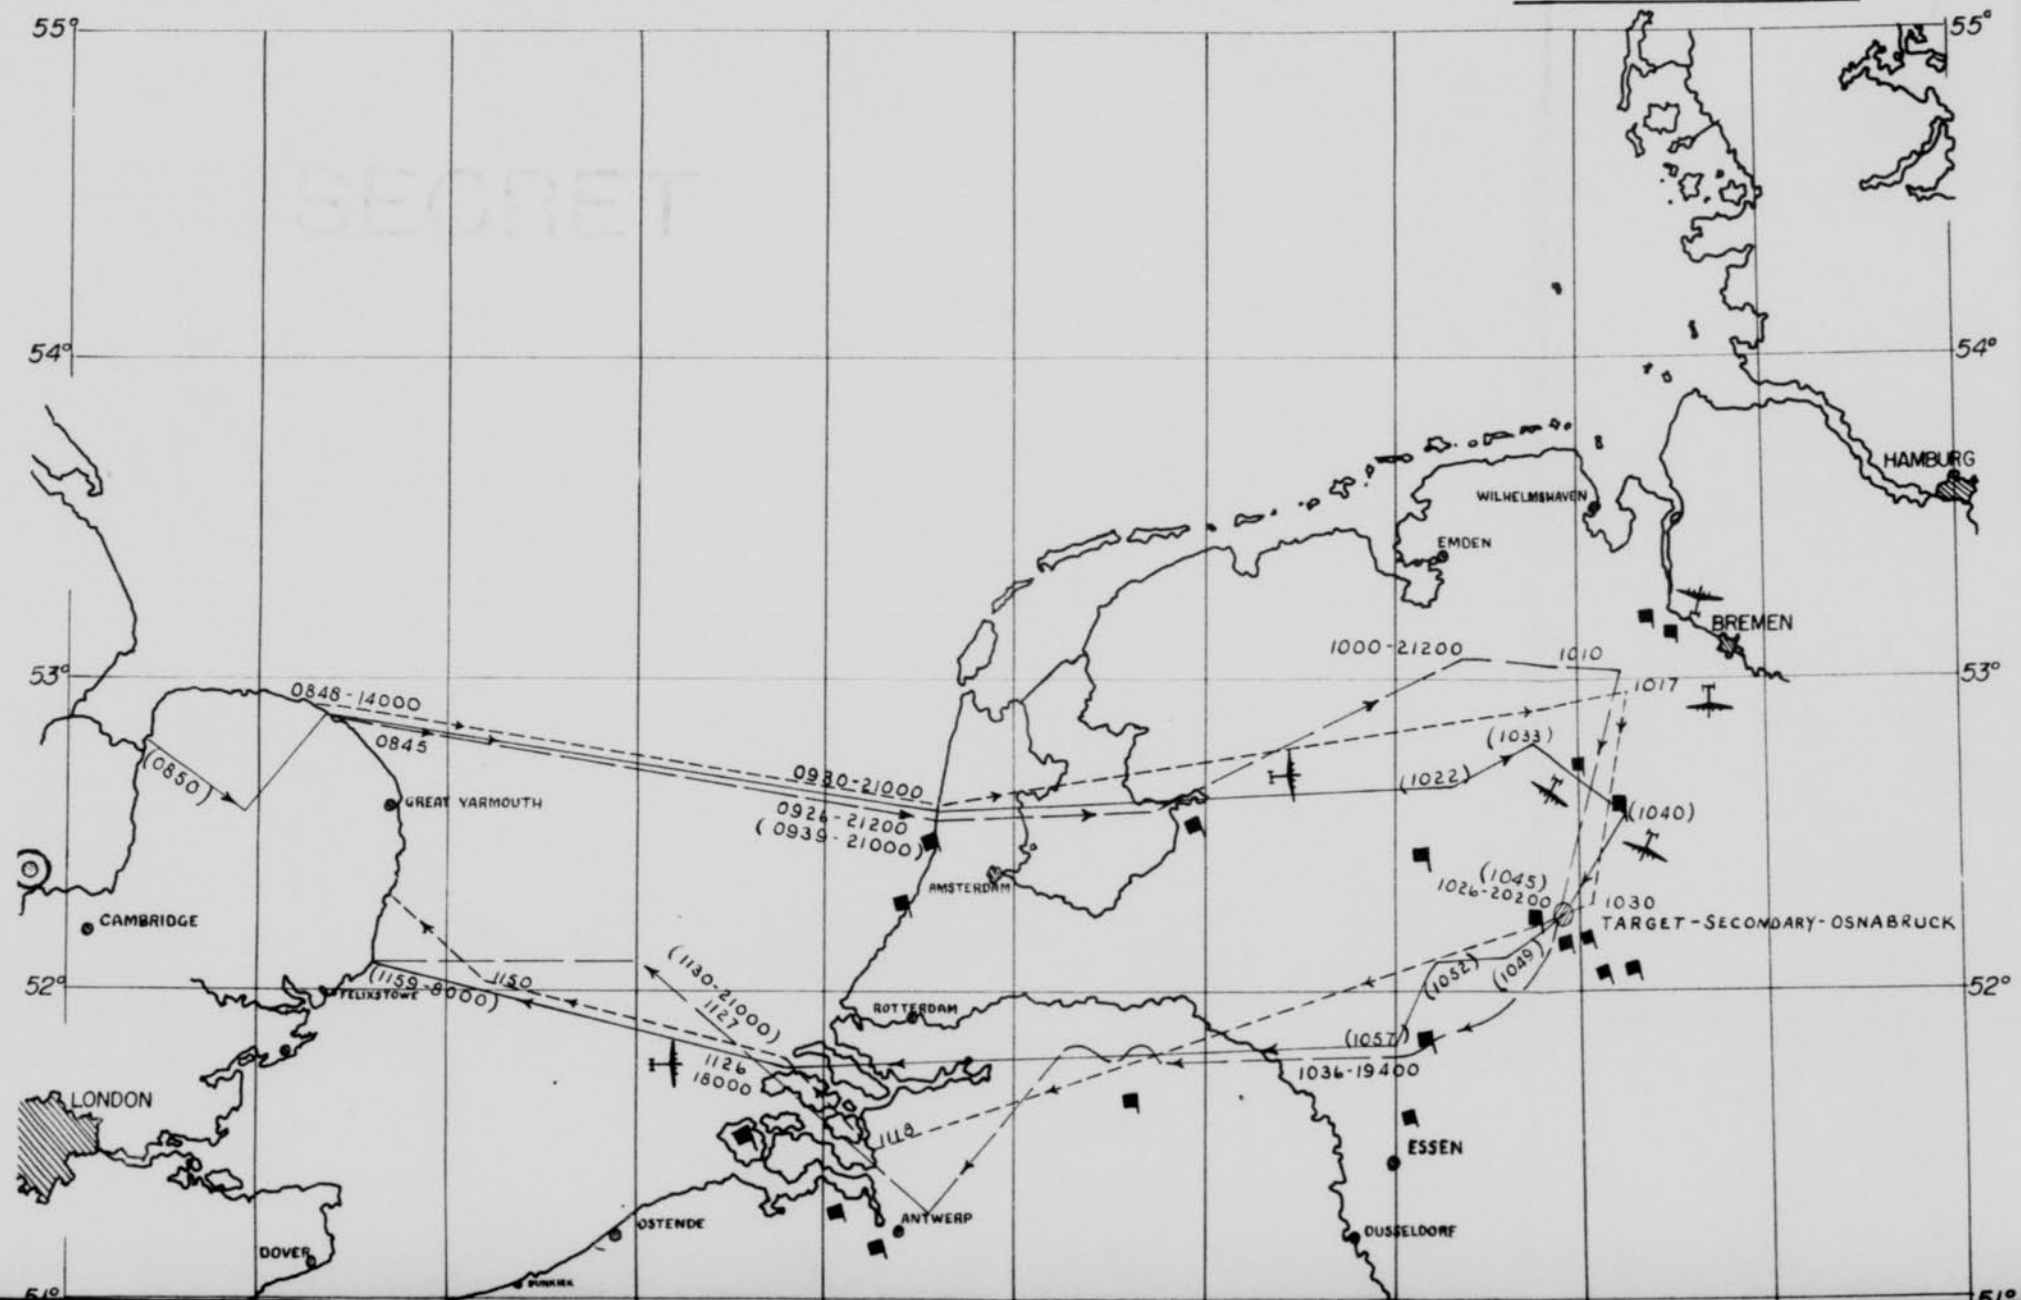 55° 55°
SECRET
54° 54°
HAMBURG
WILHELMSHAVEN
EMDEN
BREMEN
53° 53°
1000-21200 1010
1017
0848-14000
0845
(0850)
(1033)
(1022)
0930-21000
0926-21200
(0939-21000)
GREAT YARMOUTH
(1040)
AMSTERDAM
(1045)
1026-20200
1030
TARGET-SECONDARY-OSNABRUCK
CAMBRIDGE
(1049)
(1052)
1150
(1159-8000)
FELIXSTOWE
(1130-21000)
1127
52° 52°
ROTTERDAM
(1057)
1036-19400
1126
18000
LONDON
1118
ESSEN
OSTENDE
ANTWERP
DUSSELDORF
DOVER
DUNKIRK
51° 51°